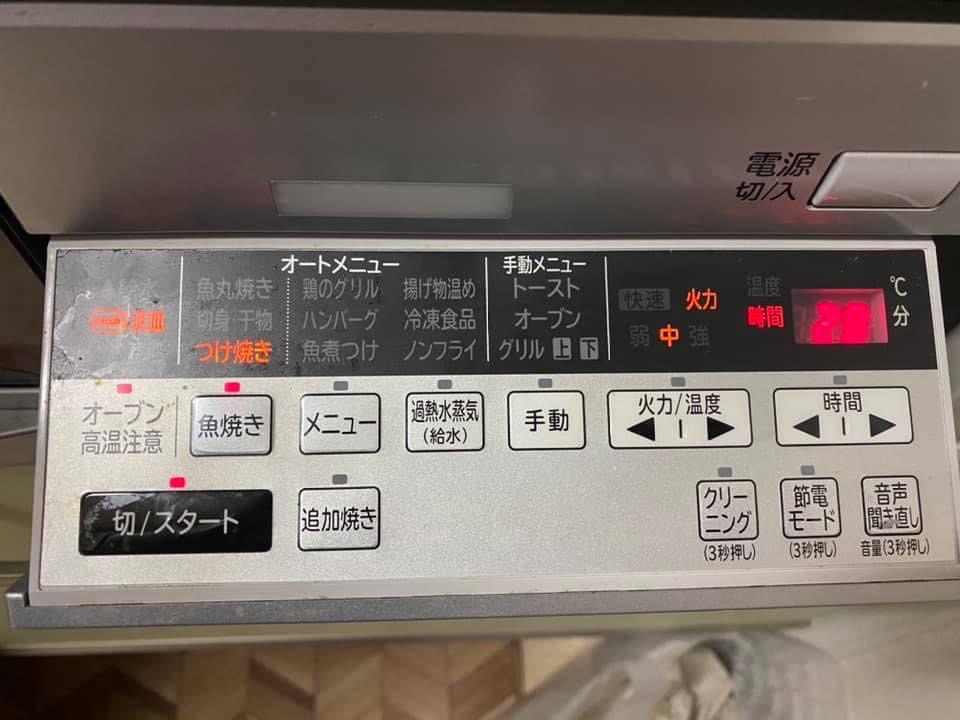 電源
切/入
オートメニュー
手動メニュー
給水
波皿
魚丸焼き
切身・干物
つけ焼き
鶏のグリル
ハンバーグ
魚煮つけ
揚げ物温め
冷凍食品
ノンフライ
トースト
オーブン
グリル 上 下
快速 火力
弱 中 強
温度
時間
℃
分
オーブン
高温注意
魚焼き
メニュー
過熱水蒸気
(給水)
手動
火力/温度
◀ ー ▶
時間
◀ ー ▶
切/スタート
追加焼き
クリー
ニング
(3秒押し)
節電
モード
(3秒押し)
音声
聞き直し
音量(3秒押し)